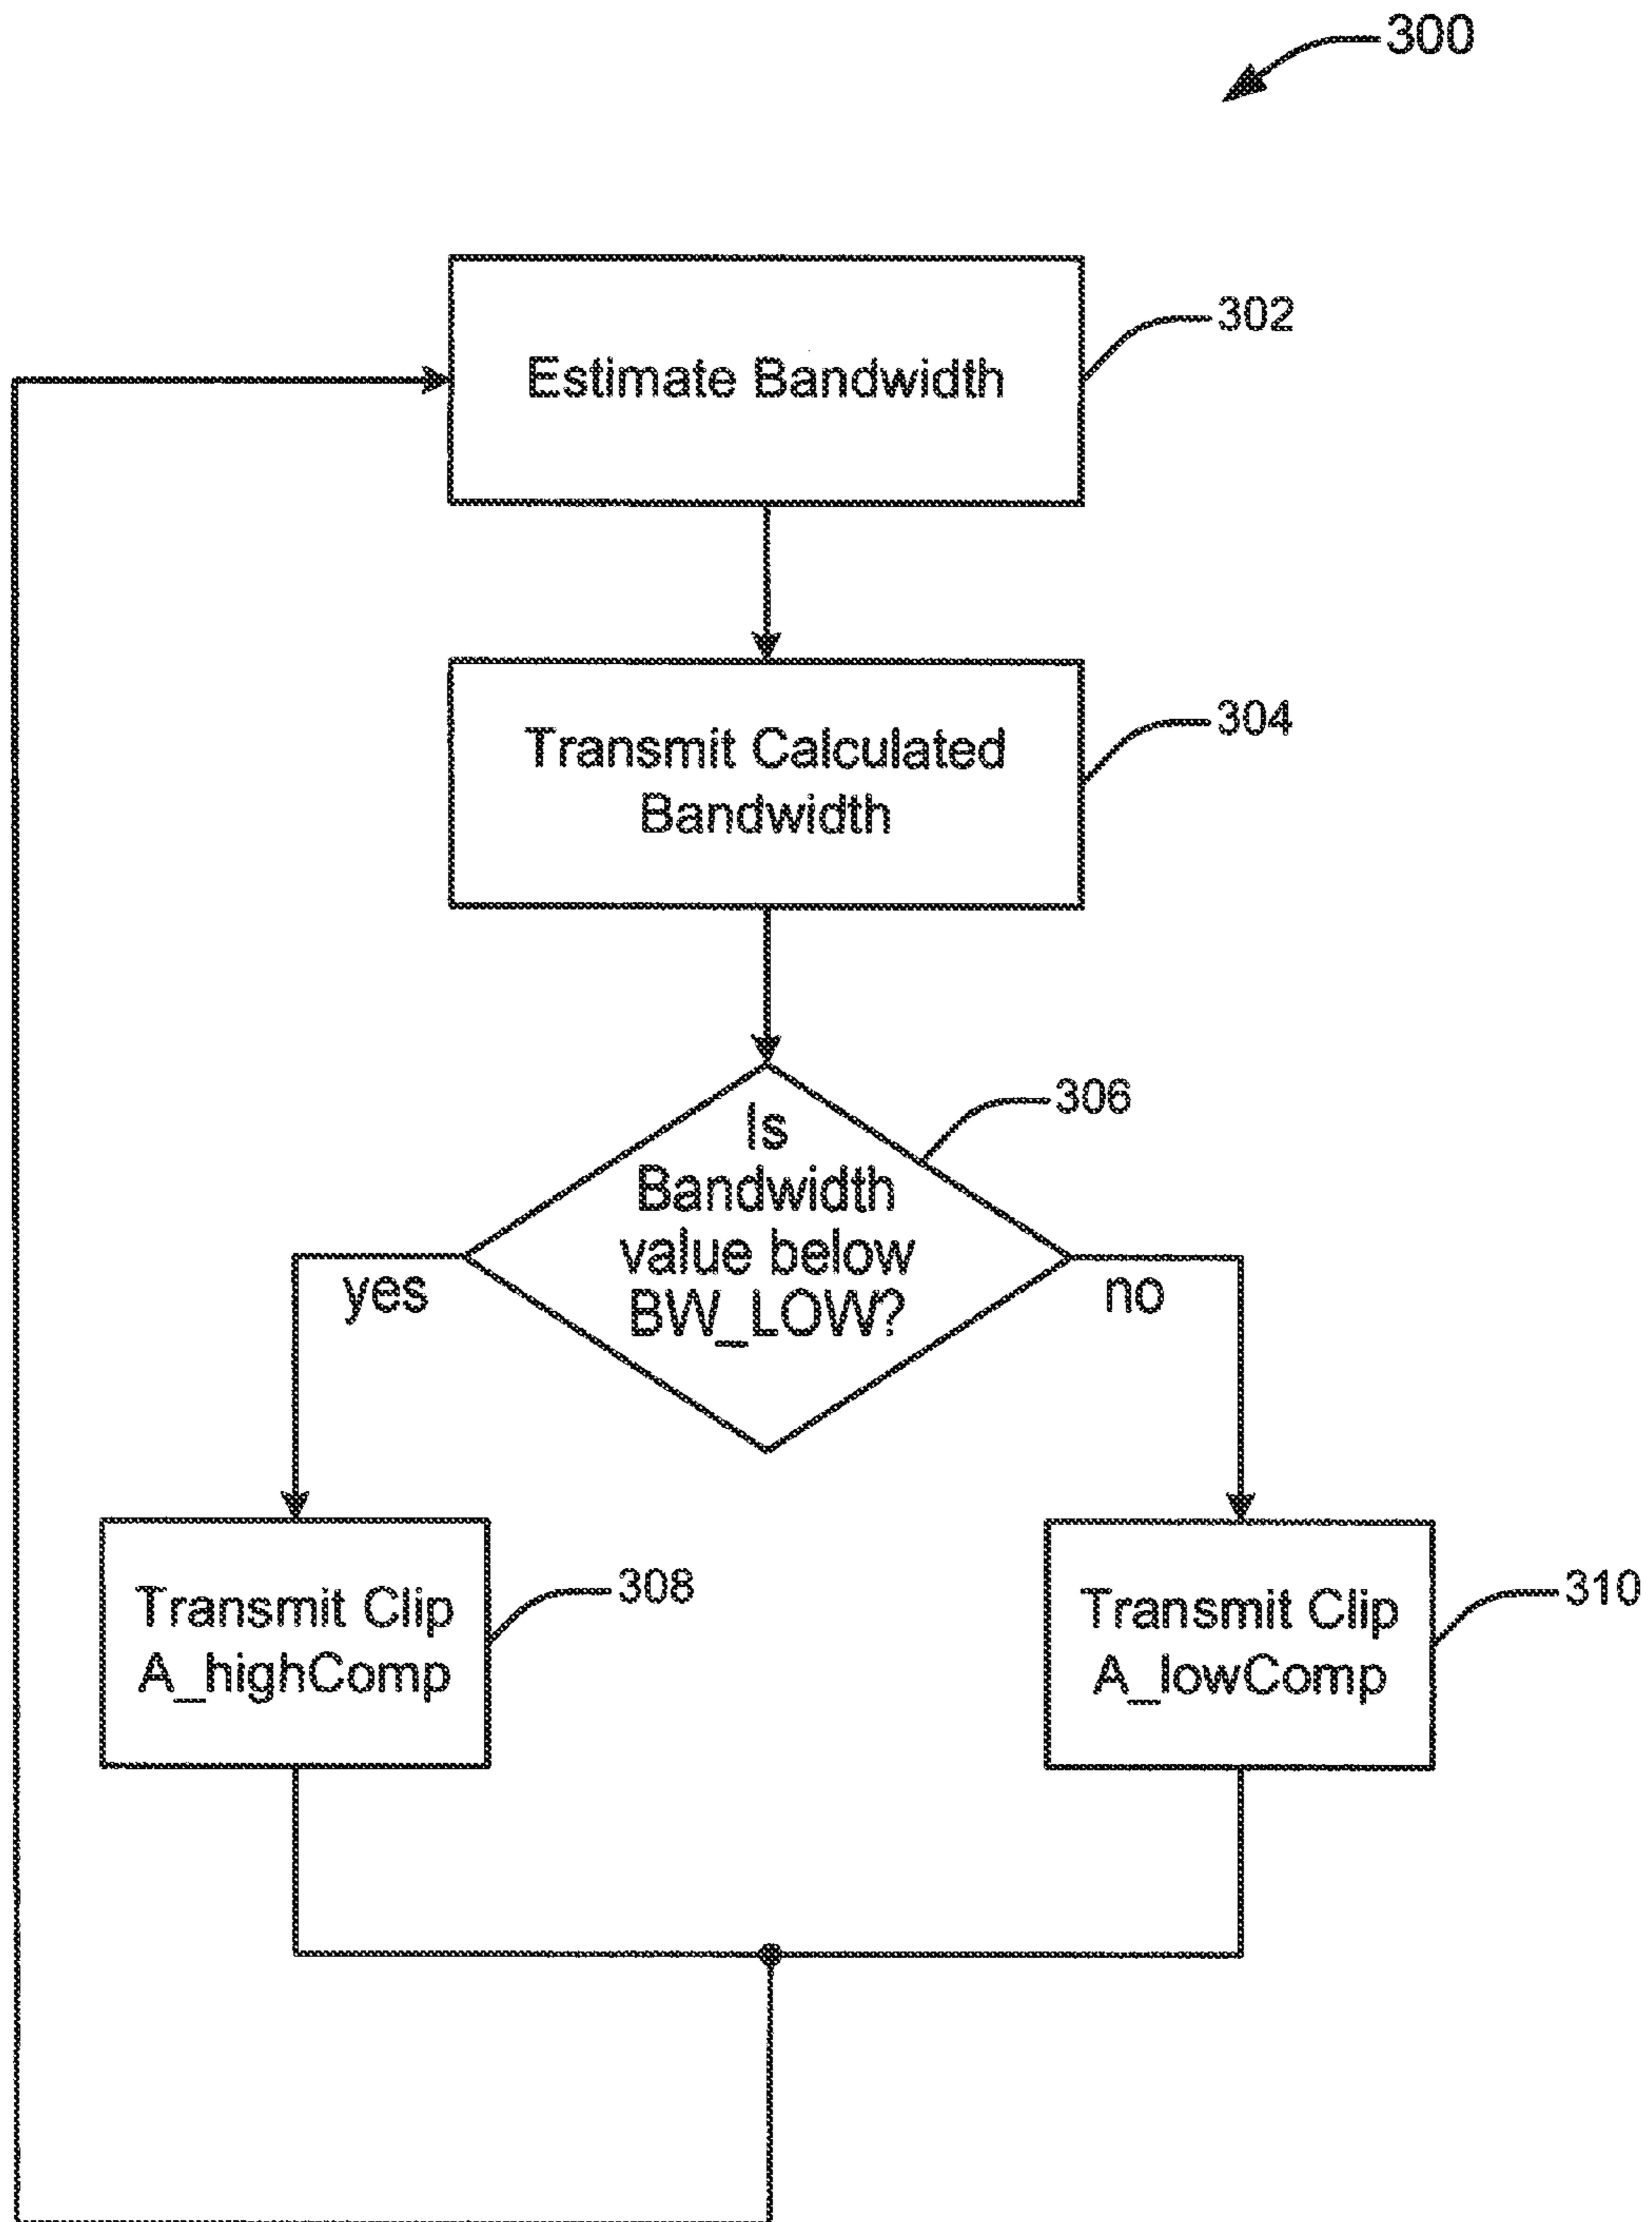 300
Estimate Bandwidth
302
Transmit Calculated
Bandwidth
304
Is
Bandwidth
value below
BW_LOW?
306
yes
no
Transmit Clip
A_highComp
308
Transmit Clip
A_lowComp
310